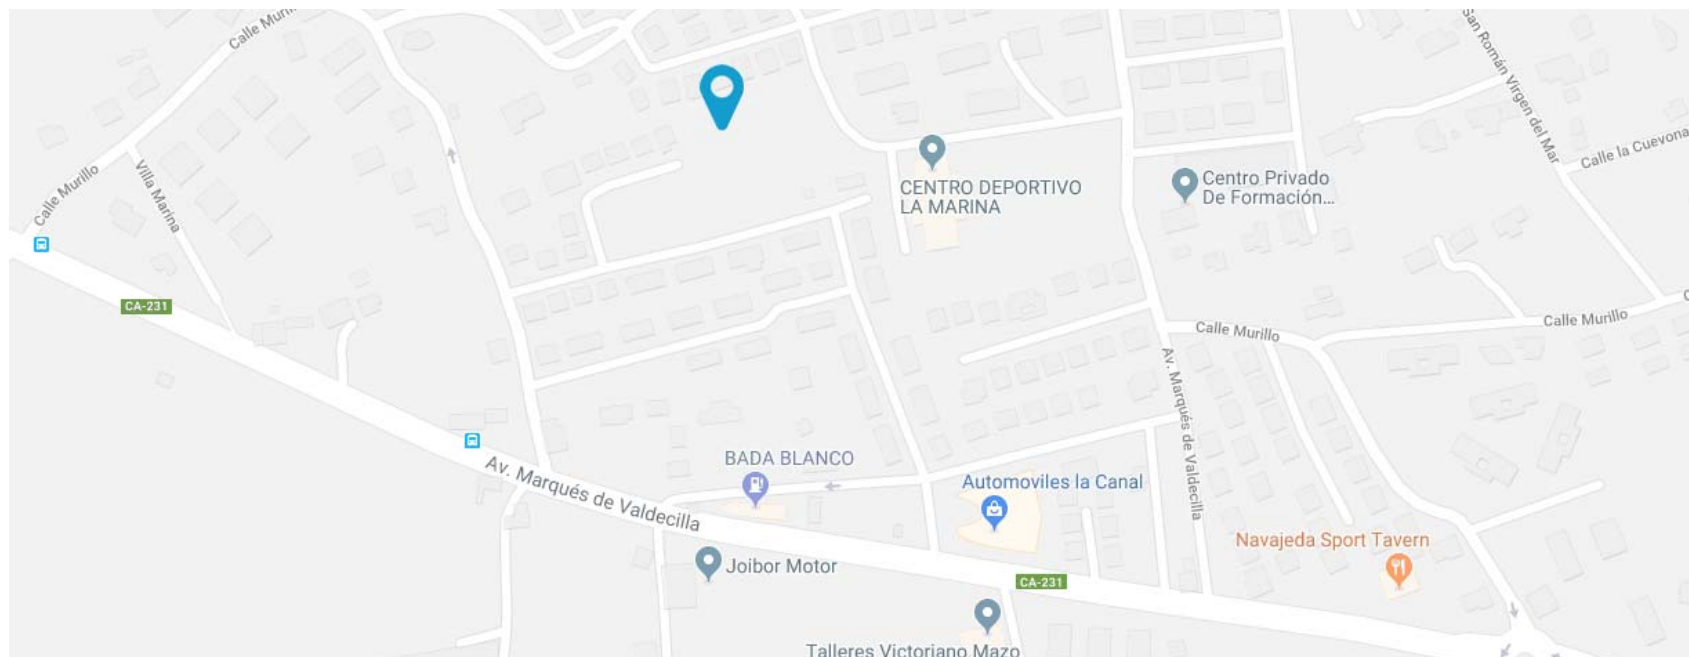 Calle Muri
San Román Virgen del Mar
Calle la Cuevona
Villa Marina
Calle Murillo
CENTRO DEPORTIVO
LA MARINA
Centro Privado
De Formación...
CA-231
Calle Murillo
Calle Murillo
Av. Marqués de Valdecilla
BADA BLANCO
Av. Marqués de Valdecilla
Automoviles la Canal
Navajeda Sport Tavern
Joibor Motor
CA-231
Talleres Victoriano Mazo